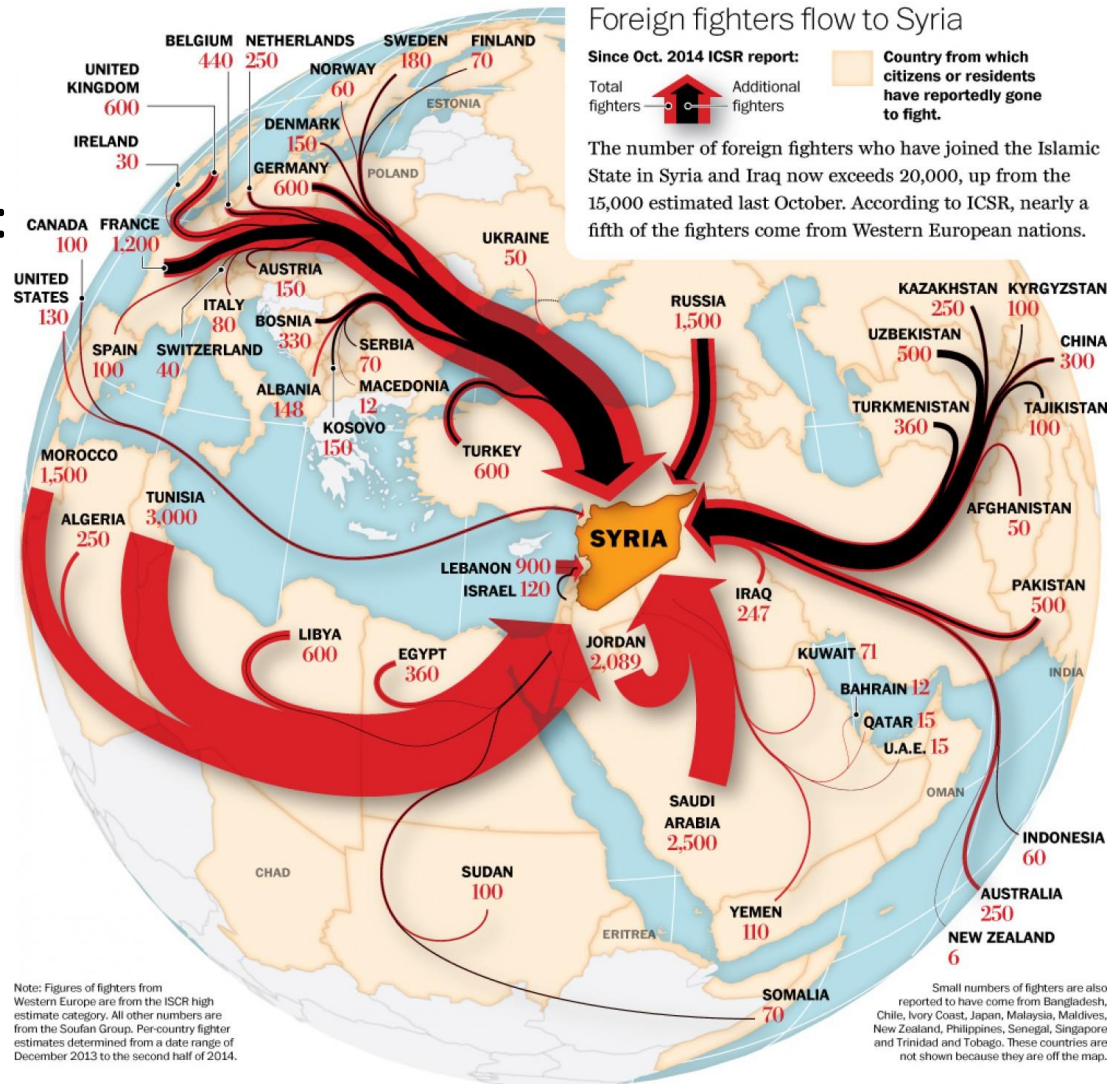 Foreign fighters flow to Syria
Since Oct. 2014 ICSR report:
Total
fighters
Additional
fighters
Country from which
citizens or residents
have reportedly gone
to fight.
The number of foreign fighters who have joined the Islamic
State in Syria and Iraq now exceeds 20,000, up from the
15,000 estimated last October. According to ICSR, nearly a
fifth of the fighters come from Western European nations.
BELGIUM
440
NETHERLANDS
250
SWEDEN
180
FINLAND
70
NORWAY
60
UNITED
KINGDOM
600
ESTONIA
IRELAND
30
DENMARK
150
GERMANY
600
POLAND
CANADA
100
FRANCE
1,200
UKRAINE
50
UNITED
STATES
130
AUSTRIA
150
ITALY
80
BOSNIA
330
SPAIN
100
SWITZERLAND
40
SERBIA
70
ALBANIA
148
MACEDONIA
12
KOSOVO
150
RUSSIA
1,500
KAZAKHSTAN
250
KYRGYZSTAN
100
UZBEKISTAN
500
CHINA
300
TURKMENISTAN
360
TAJIKISTAN
100
TURKEY
600
MOROCCO
1,500
TUNISIA
3,000
ALGERIA
250
AFGHANISTAN
50
SYRIA
LEBANON 900
ISRAEL 120
IRAQ
247
PAKISTAN
500
LIBYA
600
EGYPT
360
JORDAN
2,089
KUWAIT 71
BAHRAIN 12
QATAR 15
U.A.E. 15
INDIA
OMAN
SAUDI
ARABIA
2,500
INDONESIA
60
CHAD
SUDAN
100
AUSTRALIA
250
YEMEN
110
ERITREA
NEW ZEALAND
6
SOMALIA
70
Note: Figures of fighters from
Western Europe are from the ISCR high
estimate category. All other numbers are
from the Soufan Group. Per-country fighter
estimates determined from a date range of
December 2013 to the second half of 2014.
Small numbers of fighters are also
reported to have come from Bangladesh,
Chile, Ivory Coast, Japan, Malaysia, Maldives,
New Zealand, Philippines, Senegal, Singapore
and Trinidad and Tobago. These countries are
not shown because they are off the map.